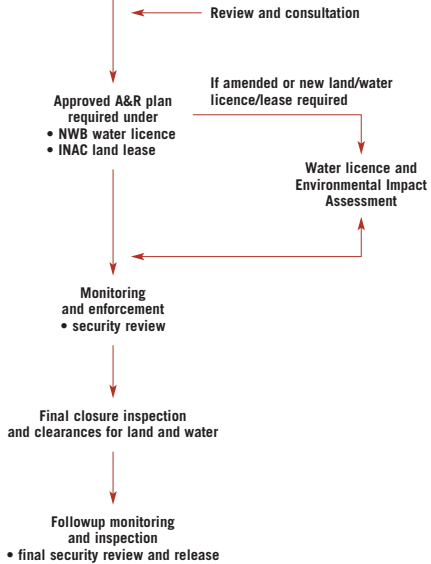 Review and consultation
If amended or new land/water
licence/lease required
Approved A&R plan
required under
• NWB water licence
• INAC land lease
Water licence and
Environmental Impact
Assessment
Monitoring
and enforcement
• security review
Final closure inspection
and clearances for land and water
Followup monitoring
and inspection
• final security review and release